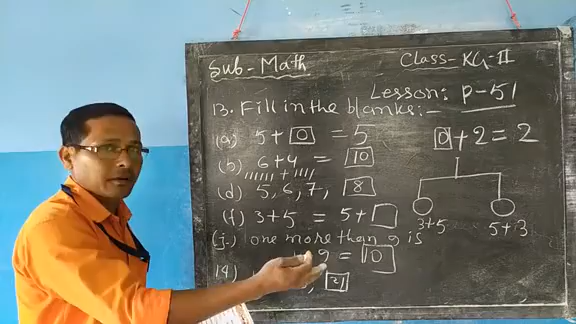 Sub- Math
Class- KG-II
Lesson: P-51
13. Fill in the blanks:-
(a) 5 + 0 = 5
(b) 6 + 4 = 10
(d) 5, 6, 7, 8
(f) 3 + 5 = 5 +
(j.) one more than 9 is
9 = 10
14)
0 + 2 = 2
3+5
5+3